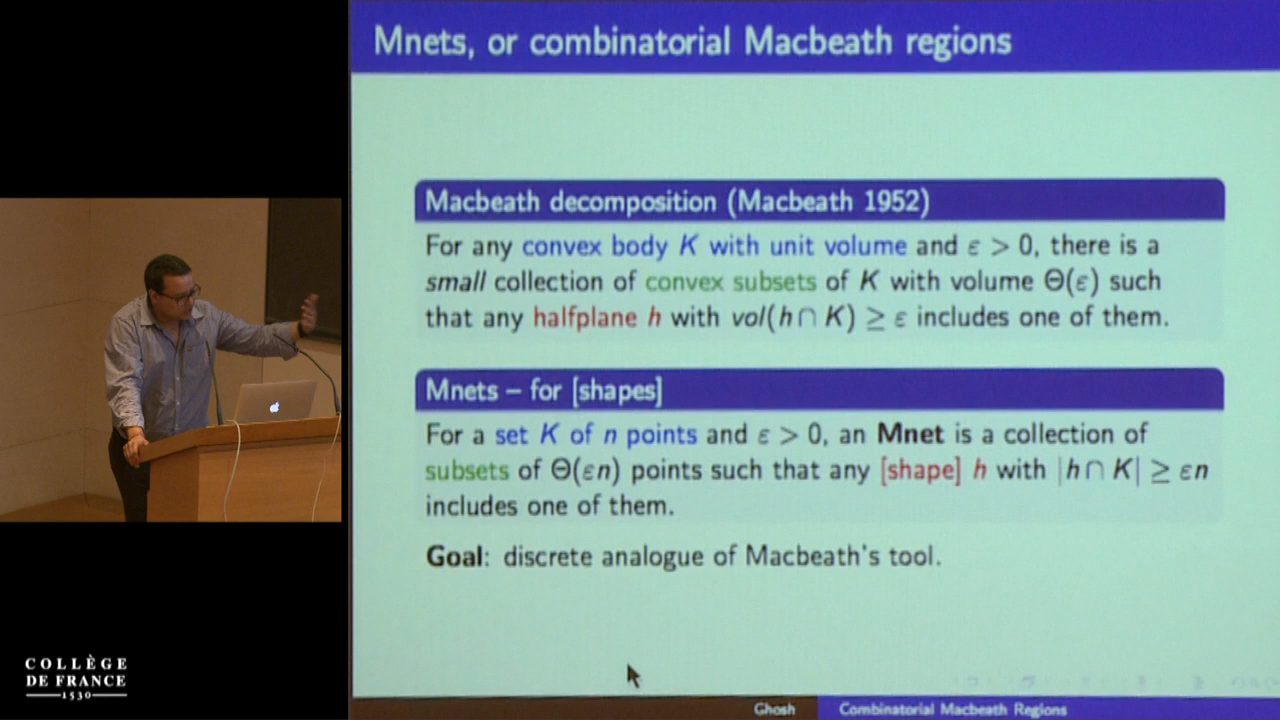 Mnets, or combinatorial Macbeath regions
Macbeath decomposition (Macbeath 1952)
For any convex body K with unit volume and ε > 0, there is a
small collection of convex subsets of K with volume Θ(ε) such
that any halfplane h with vol(h ∩ K) ≥ ε includes one of them.
Mnets – for [shapes]
For a set K of n points and ε > 0, an Mnet is a collection of
subsets of Θ(εn) points such that any [shape] h with |h ∩ K| ≥ εn
includes one of them.
Goal: discrete analogue of Macbeath's tool.
Ghosh
Combinatorial Macbeath Regions
COLLÈGE
DE FRANCE
1530